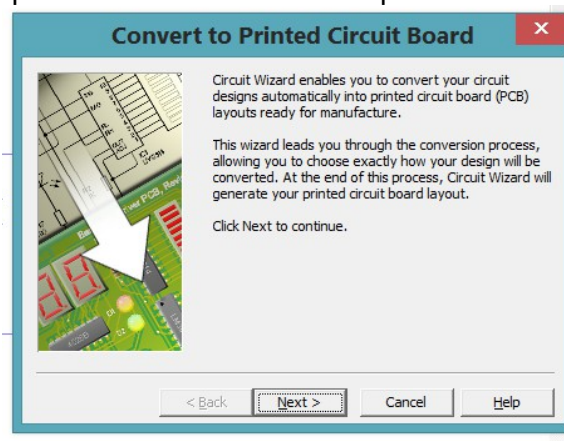 Convert to Printed Circuit Board
Circuit Wizard enables you to convert your circuit
designs automatically into printed circuit board (PCB)
layouts ready for manufacture.
This wizard leads you through the conversion process,
allowing you to choose exactly how your design will be
converted. At the end of this process, Circuit Wizard will
generate your printed circuit board layout.
Click Next to continue.
< Back
Next >
Cancel
Help